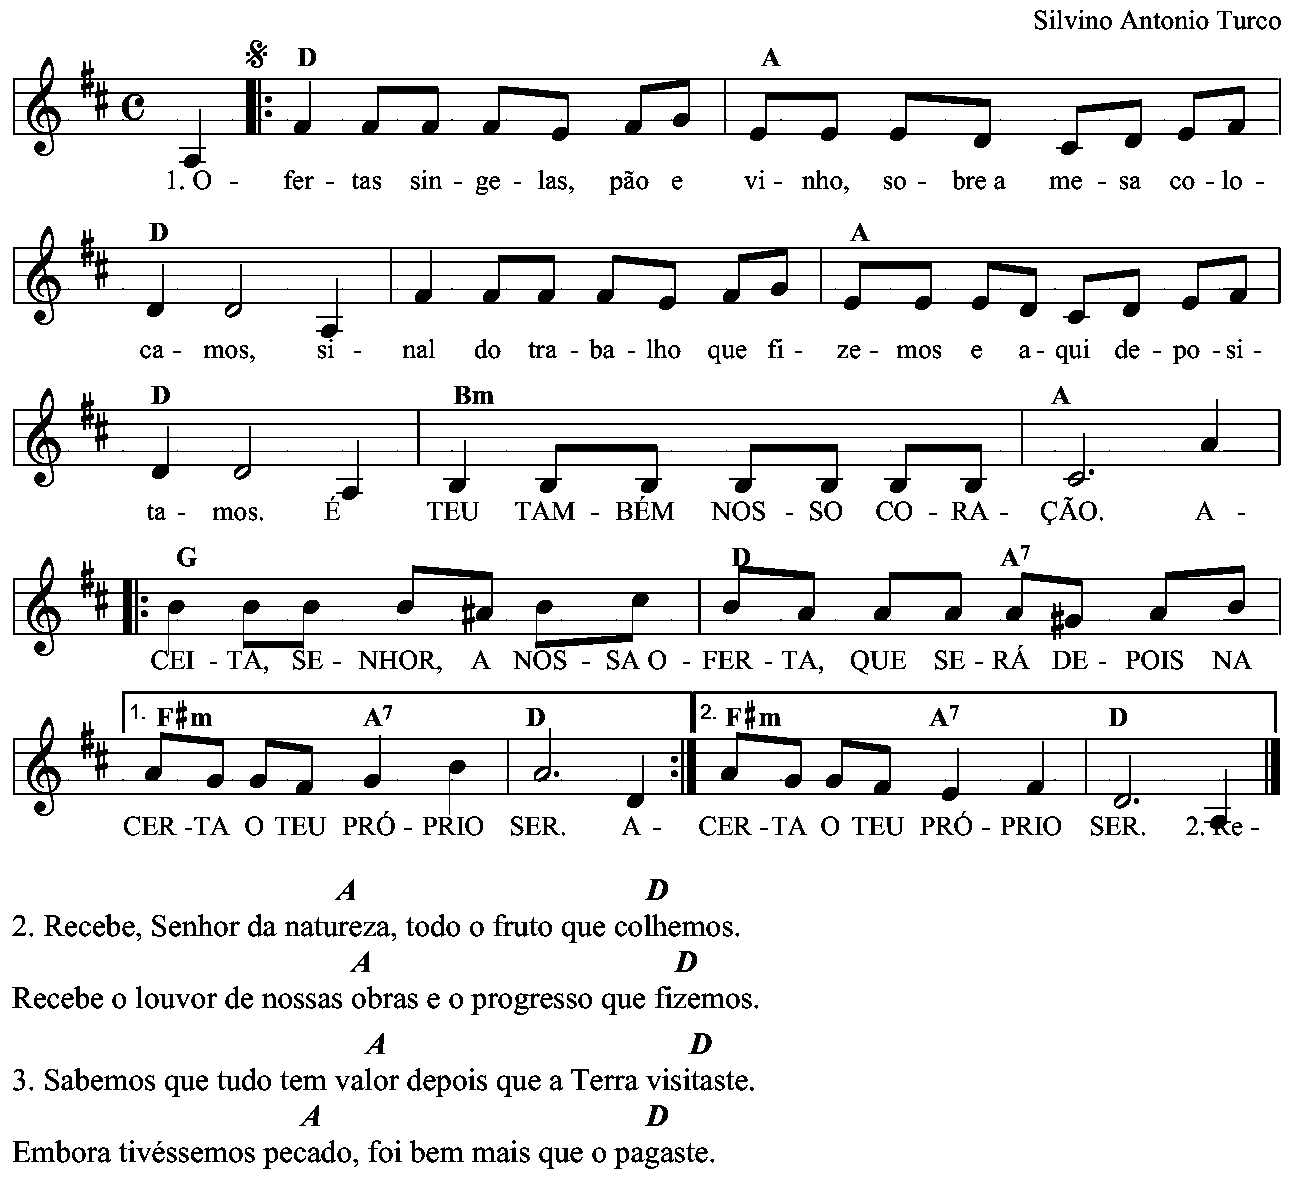 Silvino Antonio Turco
D A
1. O - fer - tas sin - ge - las, pão e vi - nho, so - bre a me - sa co - lo -
D A
ca - mos, si - nal do tra - ba - lho que fi - ze - mos e a - qui de - po - si -
D Bm A
ta - mos. É TEU TAM - BÉM NOS - SO CO - RA - ÇÃO. A -
G D A7
CEI - TA, SE - NHOR, A NOS - SA O - FER - TA, QUE SE - RÁ DE - POIS NA
1. F#m A7 D 2. F#m A7 D
CER - TA O TEU PRÓ - PRIO SER. A - CER - TA O TEU PRÓ - PRIO SER. 2. Re -
A D
2. Recebe, Senhor da natureza, todo o fruto que colhemos.
A D
Recebe o louvor de nossas obras e o progresso que fizemos.
A D
3. Sabemos que tudo tem valor depois que a Terra visitaste.
A D
Embora tivéssemos pecado, foi bem mais que o pagaste.